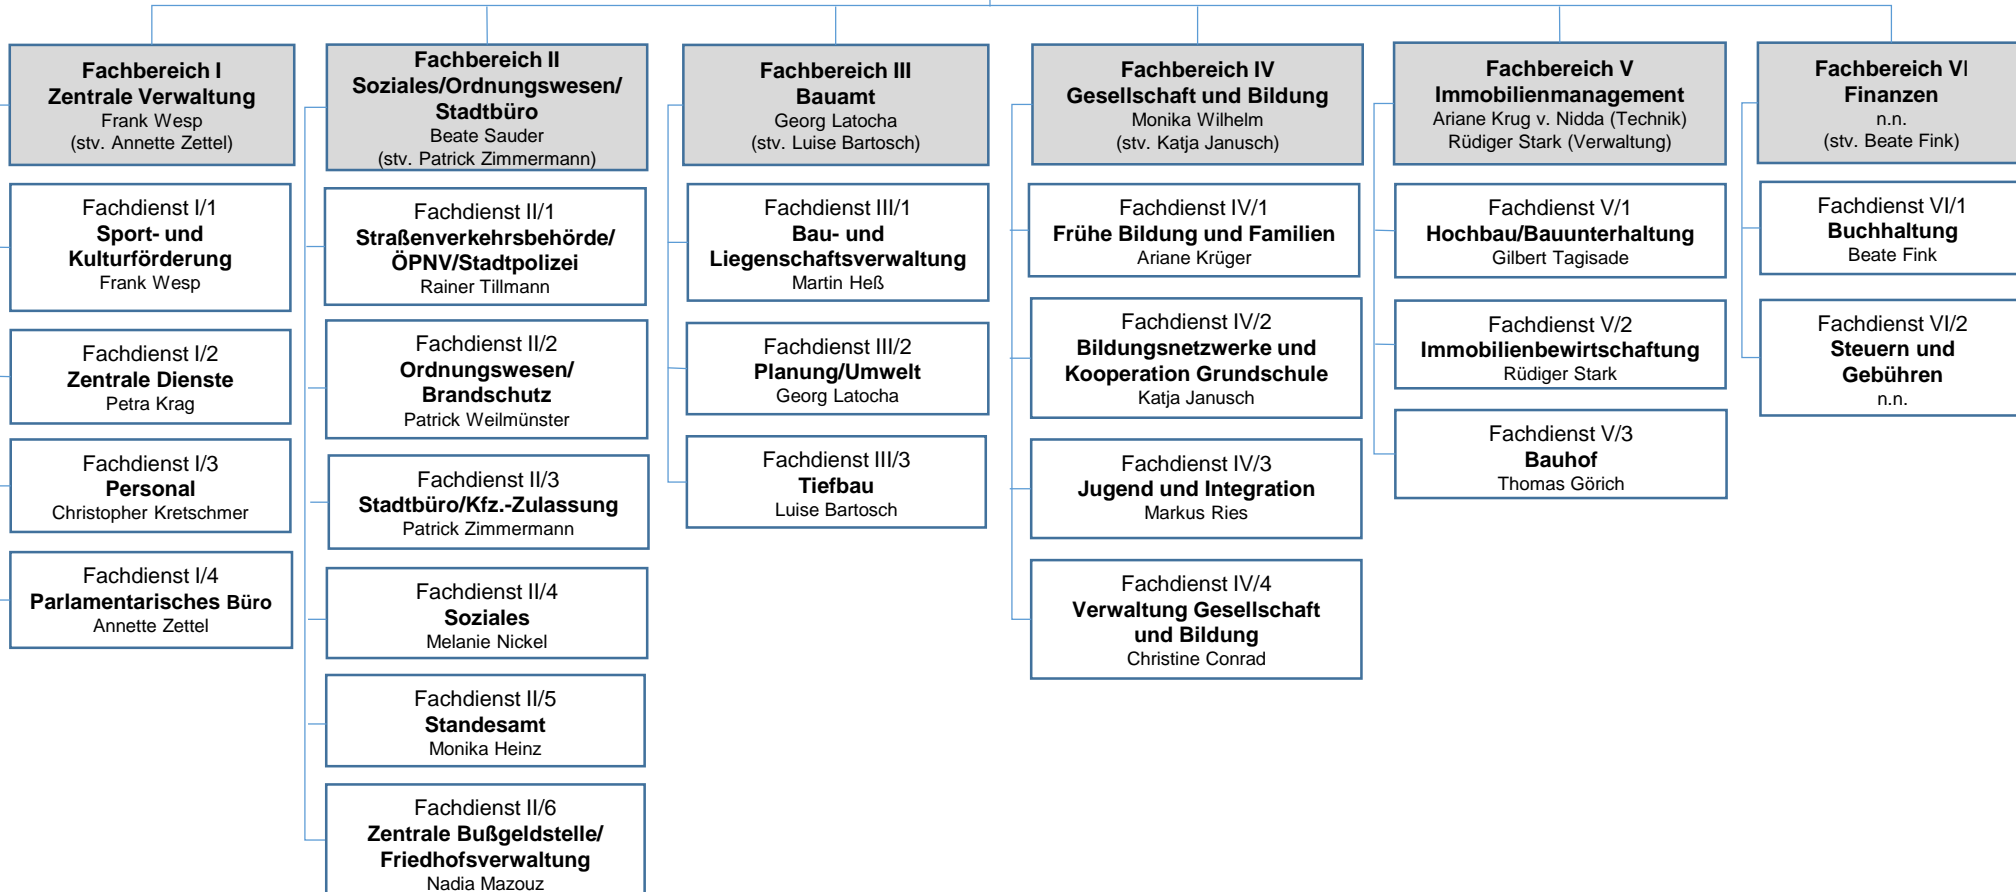 Fachbereich I
Zentrale Verwaltung
Frank Wesp
(stv. Annette Zettel)
Fachdienst I/1
Sport- und
Kulturförderung
Frank Wesp
Fachdienst I/2
Zentrale Dienste
Petra Krag
Fachdienst I/3
Personal
Christopher Kretschmer
Fachdienst I/4
Parlamentarisches Büro
Annette Zettel
Fachbereich II
Soziales/Ordnungswesen/
Stadtbüro
Beate Sauder
(stv. Patrick Zimmermann)
Fachdienst II/1
Straßenverkehrsbehörde/
ÖPNV/Stadtpolizei
Rainer Tillmann
Fachdienst II/2
Ordnungswesen/
Brandschutz
Patrick Weilmünster
Fachdienst II/3
Stadtbüro/Kfz.-Zulassung
Patrick Zimmermann
Fachdienst II/4
Soziales
Melanie Nickel
Fachdienst II/5
Standesamt
Monika Heinz
Fachdienst II/6
Zentrale Bußgeldstelle/
Friedhofsverwaltung
Nadia Mazouz
Fachbereich III
Bauamt
Georg Latocha
(stv. Luise Bartosch)
Fachdienst III/1
Bau- und
Liegenschaftsverwaltung
Martin Heß
Fachdienst III/2
Planung/Umwelt
Georg Latocha
Fachdienst III/3
Tiefbau
Luise Bartosch
Fachbereich IV
Gesellschaft und Bildung
Monika Wilhelm
(stv. Katja Janusch)
Fachdienst IV/1
Frühe Bildung und Familien
Ariane Krüger
Fachdienst IV/2
Bildungsnetzwerke und
Kooperation Grundschule
Katja Janusch
Fachdienst IV/3
Jugend und Integration
Markus Ries
Fachdienst IV/4
Verwaltung Gesellschaft
und Bildung
Christine Conrad
Fachbereich V
Immobilienmanagement
Ariane Krug v. Nidda (Technik)
Rüdiger Stark (Verwaltung)
Fachdienst V/1
Hochbau/Bauunterhaltung
Gilbert Tagisade
Fachdienst V/2
Immobilienbewirtschaftung
Rüdiger Stark
Fachdienst V/3
Bauhof
Thomas Görich
Fachbereich VI
Finanzen
n.n.
(stv. Beate Fink)
Fachdienst VI/1
Buchhaltung
Beate Fink
Fachdienst VI/2
Steuern und
Gebühren
n.n.